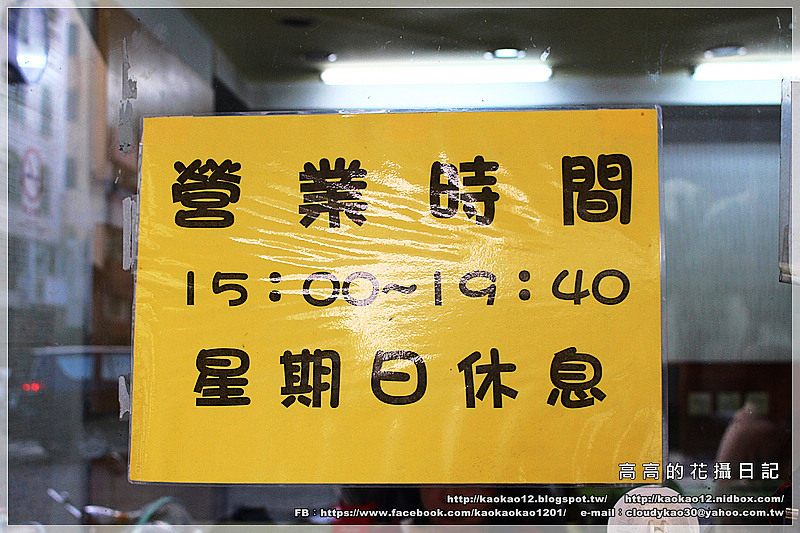 營業時間
15:00~19:40
星期日休息
高高的花攝日記
http://kaokao12.blogspot.tw/ http://kaokao12.nidbox.com/
FB:https://www.facebook.com/kaokaokao1201/ e-mail:cloudykao30@yahoo.com.tw